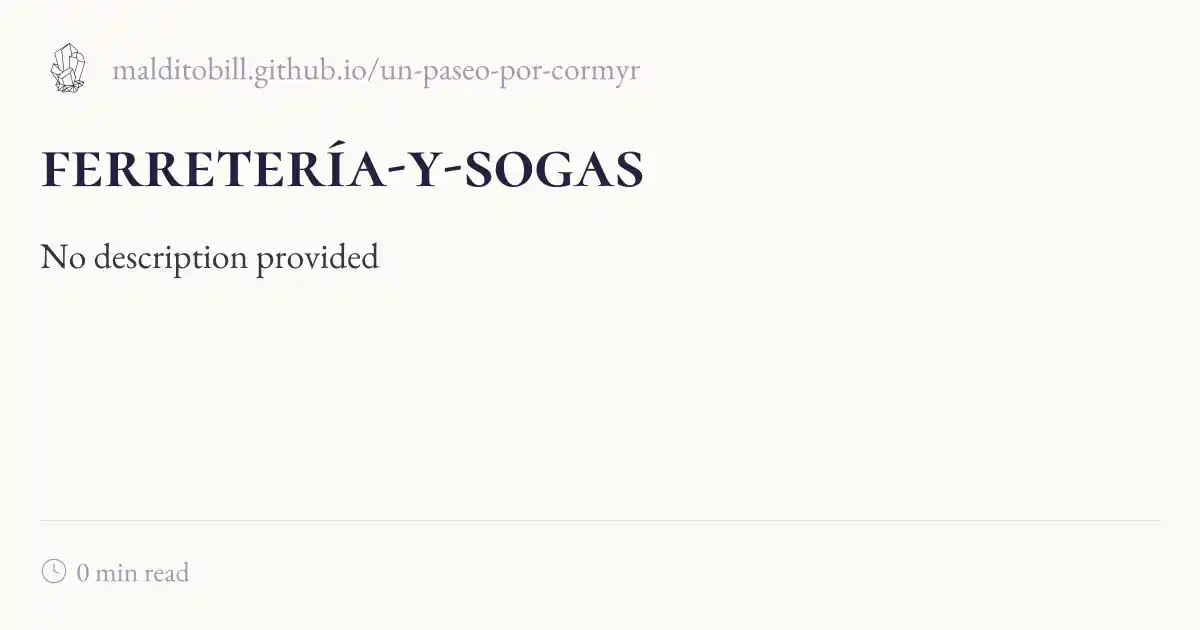 malditobill.github.io/un-paseo-por-cormyr
FERRETERÍA-Y-SOGAS
No description provided
0 min read